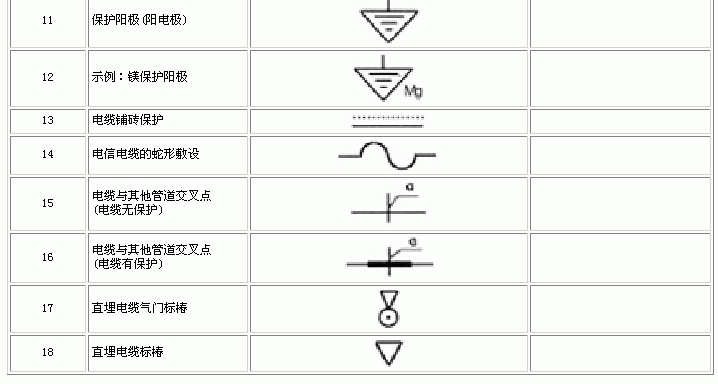 11
保护阳极(阳电极)
12
示例：镁保护阳极
Mg
13
电缆铺砖保护
14
电信电缆的蛇形敷设
15
电缆与其他管道交叉点
(电缆无保护)
a
16
电缆与其他管道交叉点
(电缆有保护)
a
17
直埋电缆气门标椿
18
直埋电缆标椿